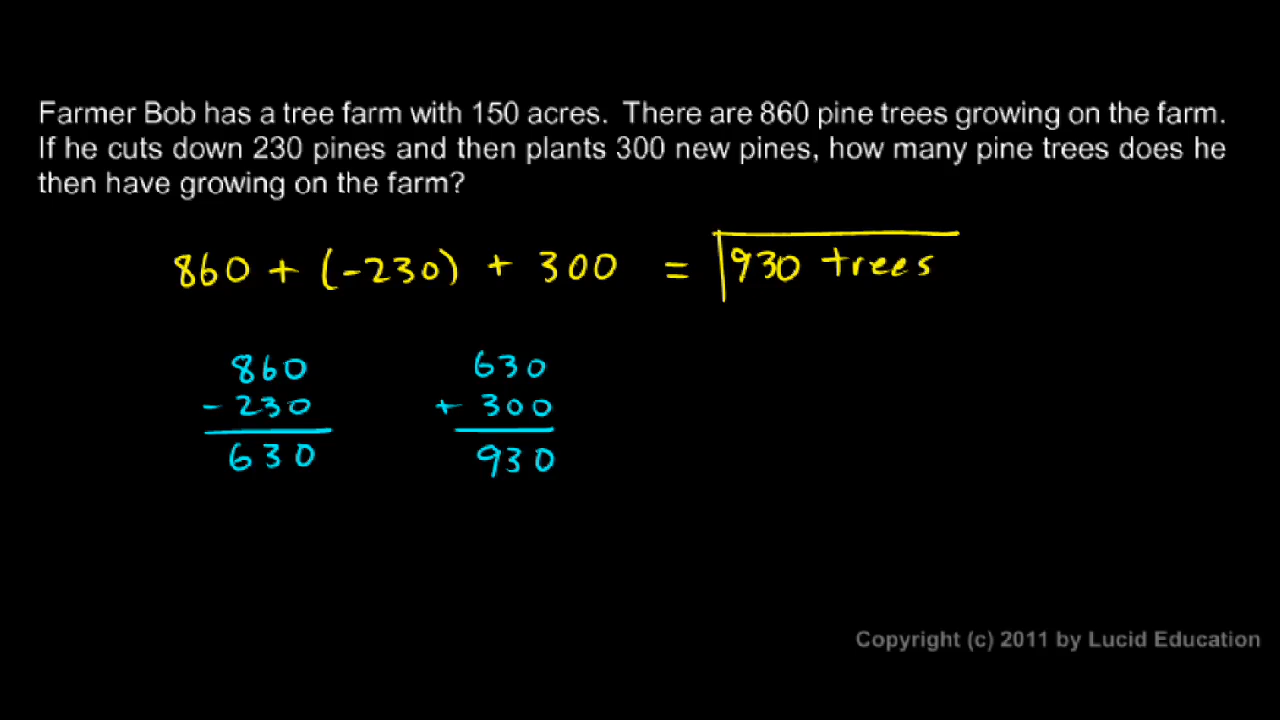 Farmer Bob has a tree farm with 150 acres.  There are 860 pine trees growing on the farm.
If he cuts down 230 pines and then plants 300 new pines, how many pine trees does he
then have growing on the farm?
860 + (-230) + 300 = 930 trees
860
- 230
630
630
+ 300
930
Copyright (c) 2011 by Lucid Education